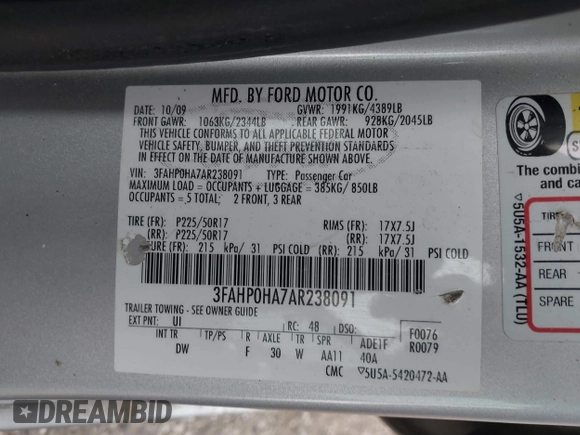 MFD. BY FORD MOTOR CO.
DATE: 10/09 GVWR: 1991KG/4389LB
FRONT GAWR: 1063KG/2344LB REAR GAWR: 928KG/2045LB
THIS VEHICLE CONFORMS TO ALL APPLICABLE FEDERAL MOTOR
VEHICLE SAFETY, BUMPER, AND THEFT PREVENTION STANDARDS IN
EFFECT ON THE DATE OF MANUFACTURE SHOWN ABOVE.
VIN: 3FAHP0HA7AR238091 TYPE: Passenger Car
MAXIMUM LOAD = OCCUPANTS + LUGGAGE = 385KG/ 850LB
OCCUPANTS = 5 TOTAL: 2 FRONT, 3 REAR
TIRE (FR): P225/50R17 RIMS (FR): 17X7.5J
(RR): P225/50R17 (RR): 17X7.5J
PRESSURE (FR): 215 kPa/ 31 PSI COLD (RR): 215 kPa/ 31 PSI COLD
3FAHP0HA7AR238091
TRAILER TOWING - SEE OWNER GUIDE
EXT PNT: UI RC: 48 DSO: F0076
INT TR TP/PS R AXLE TR SPR ADE1F R0079
DW F 30 W AA11 40A
CMC 5U5A-5420472-AA
5U5A-1532-AA (TLU)
The combin
and ca
TIRE
FRONT
REAR
SPARE
DREAMBID